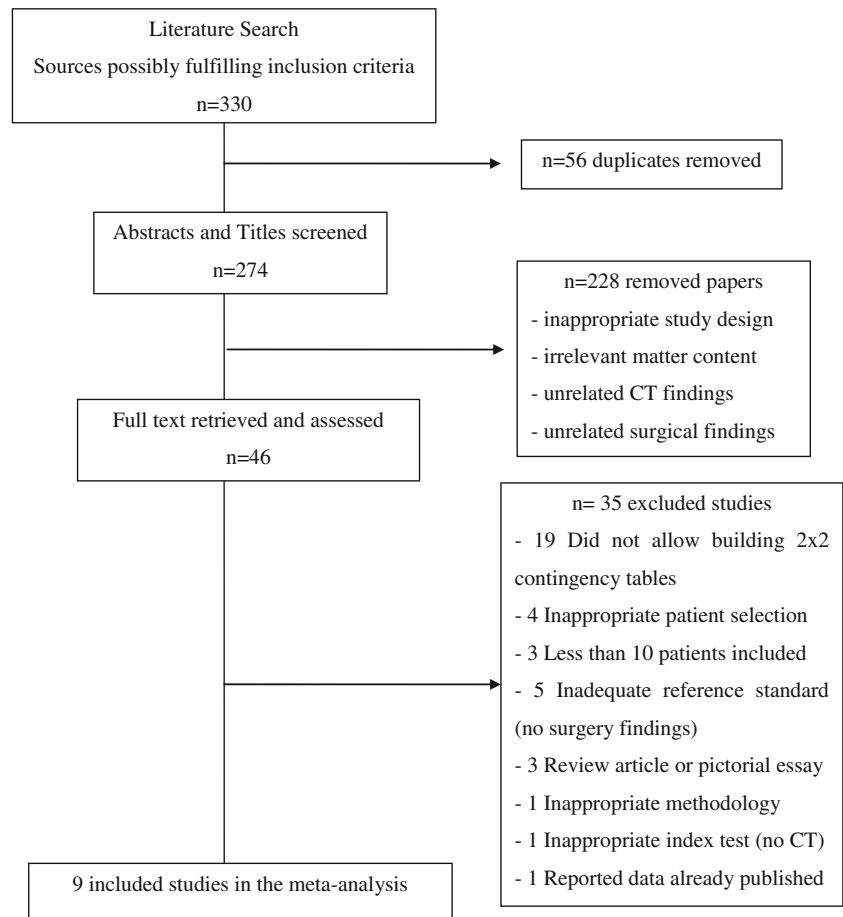 Literature Search
Sources possibly fulfilling inclusion criteria
n=330
n=56 duplicates removed
Abstracts and Titles screened
n=274
n=228 removed papers
- inappropriate study design
- irrelevant matter content
- unrelated CT findings
- unrelated surgical findings
Full text retrieved and assessed
n=46
n= 35 excluded studies
- 19 Did not allow building 2x2
contingency tables
- 4 Inappropriate patient selection
- 3 Less than 10 patients included
- 5 Inadequate reference standard
(no surgery findings)
- 3 Review article or pictorial essay
- 1 Inappropriate methodology
- 1 Inappropriate index test (no CT)
- 1 Reported data already published
9 included studies in the meta-analysis